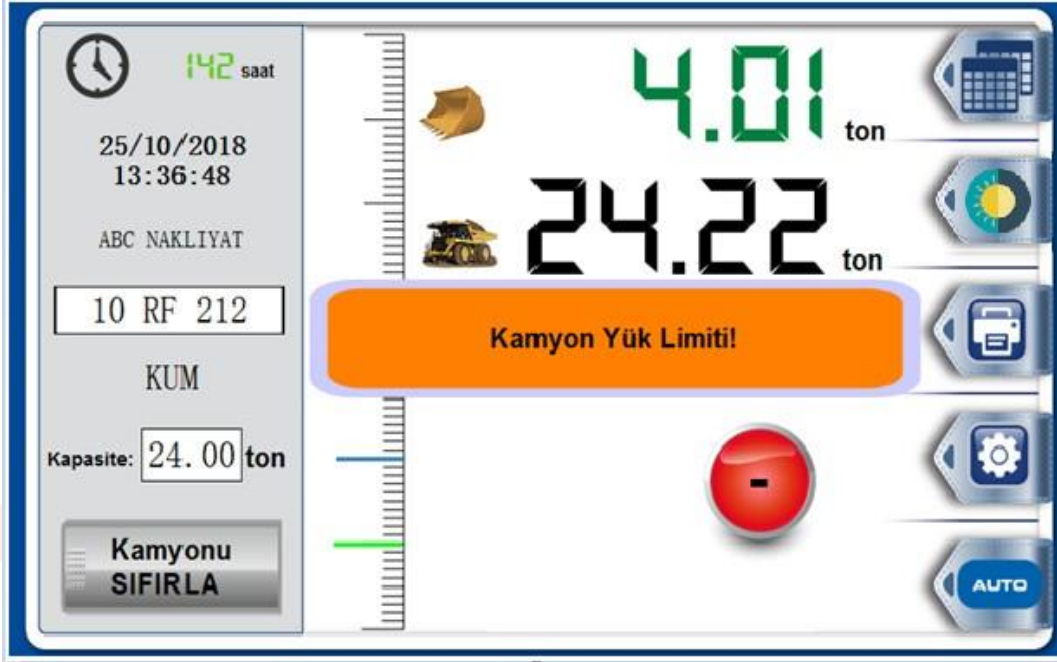 142 saat
25/10/2018
13:36:48
ABC NAKLIYAT
10 RF 212
KUM
Kapasite: 24.00 ton
Kamyonu
SIFIRLA
4.01 ton
24.22 ton
Kamyon Yük Limiti!
-
AUTO